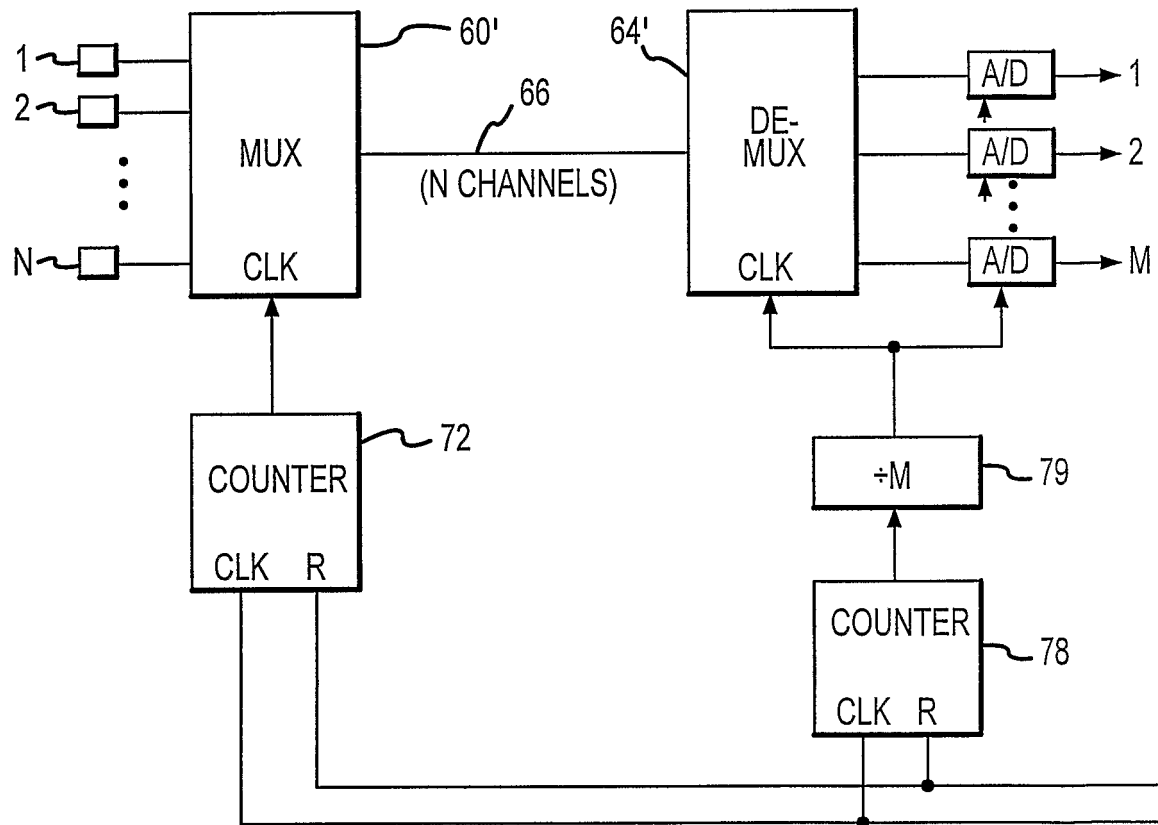 60'
64'
1
2
N
MUX
CLK
66
(N CHANNELS)
DE-
MUX
CLK
A/D
1
A/D
2
A/D
M
72
COUNTER
CLK R
÷M
79
COUNTER
78
CLK R